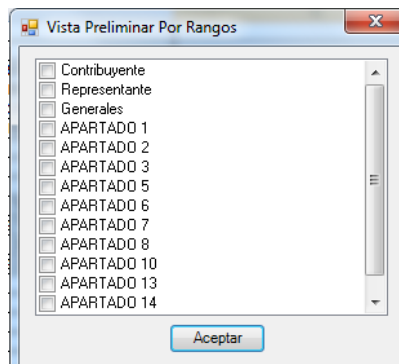 Vista Preliminar Por Rangos
Contribuyente
Representante
Generales
APARTADO 1
APARTADO 2
APARTADO 3
APARTADO 5
APARTADO 6
APARTADO 7
APARTADO 8
APARTADO 10
APARTADO 13
APARTADO 14
Aceptar